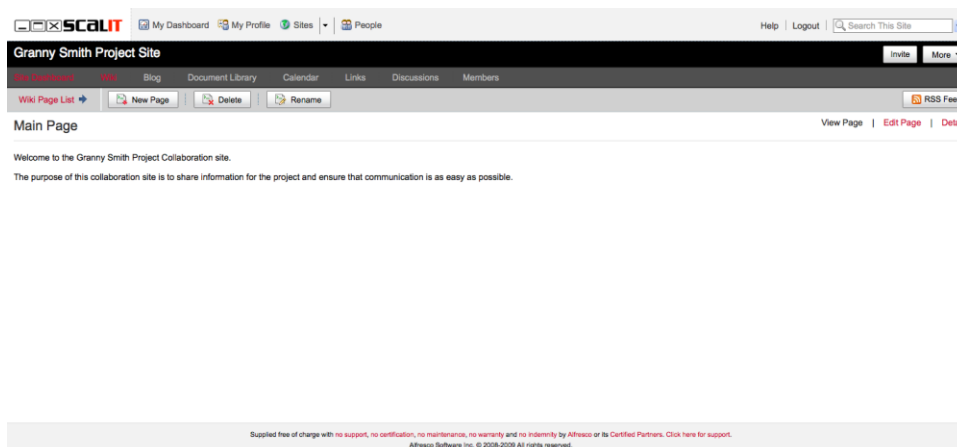 SCALIT My Dashboard My Profile Sites People Help Logout Search This Site
Granny Smith Project Site Invite More
Site Dashboard Wiki Blog Document Library Calendar Links Discussions Members
Wiki Page List New Page Delete Rename RSS Fee
Main Page View Page | Edit Page | Deta
Welcome to the Granny Smith Project Collaboration site.
The purpose of this collaboration site is to share information for the project and ensure that communication is as easy as possible.
Supplied free of charge with no support, no certification, no maintenance, no warranty and no indemnity by Alfresco or its Certified Partners. Click here for support.
Alfresco Software Inc. © 2008-2009 All rights reserved.